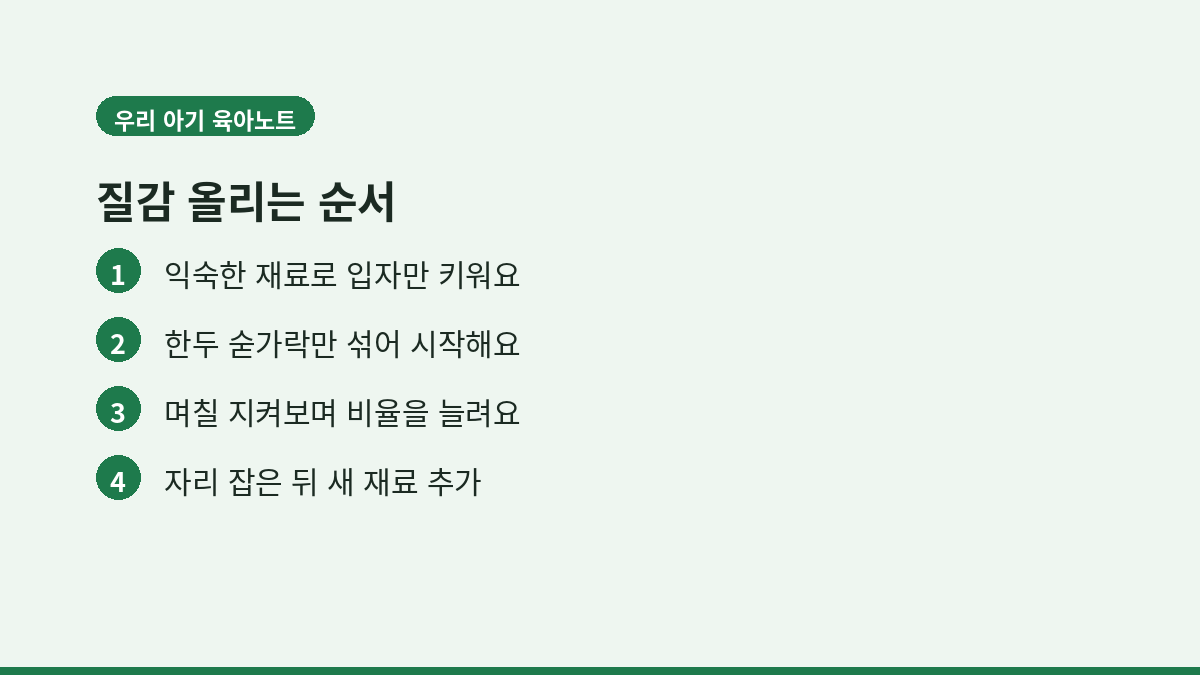 우리 아기 육아노트
질감 올리는 순서
1 익숙한 재료로 입자만 키워요
2 한두 숟가락만 섞어 시작해요
3 며칠 지켜보며 비율을 늘려요
4 자리 잡은 뒤 새 재료 추가